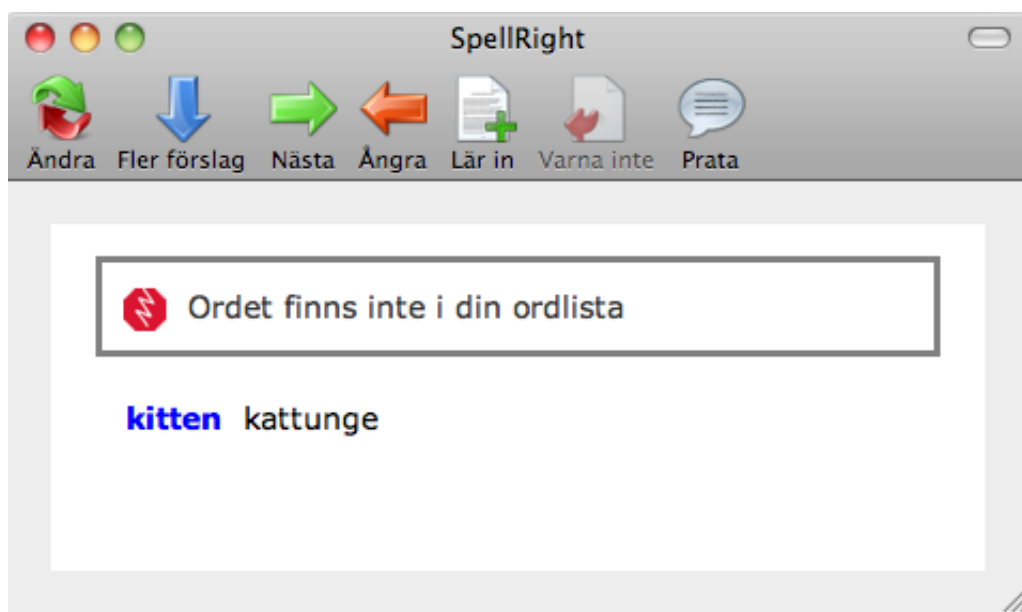 SpellRight
Ändra Fler förslag Nästa Ångra Lär in Varna inte Prata
Ordet finns inte i din ordlista
kitten kattunge